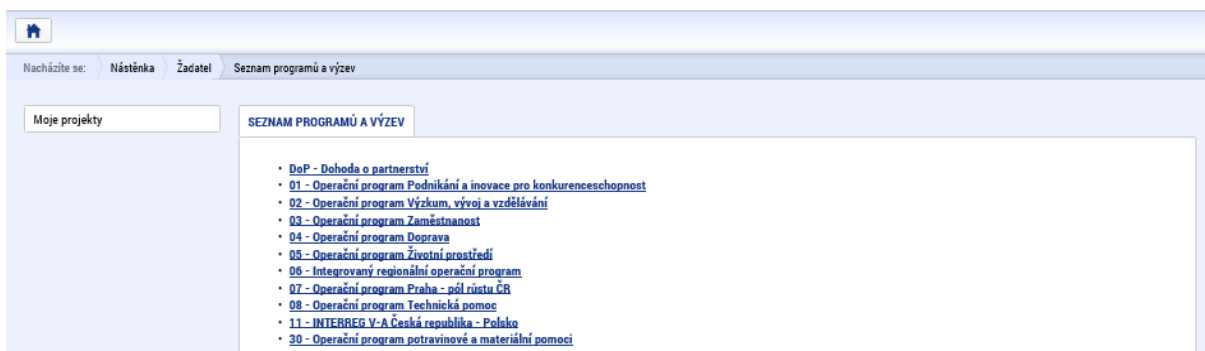 Nacházíte se: Nástěnka Žadatel Seznam programů a výzev
Moje projekty
SEZNAM PROGRAMŮ A VÝZEV
• DoP - Dohoda o partnerství
• 01 - Operační program Podnikání a inovace pro konkurenceschopnost
• 02 - Operační program Výzkum, vývoj a vzdělávání
• 03 - Operační program Zaměstnanost
• 04 - Operační program Doprava
• 05 - Operační program Životní prostředí
• 06 - Integrovaný regionální operační program
• 07 - Operační program Praha - pól růstu ČR
• 08 - Operační program Technická pomoc
• 11 - INTERREG V-A Česká republika - Polsko
• 30 - Operační program potravinové a materiální pomoci